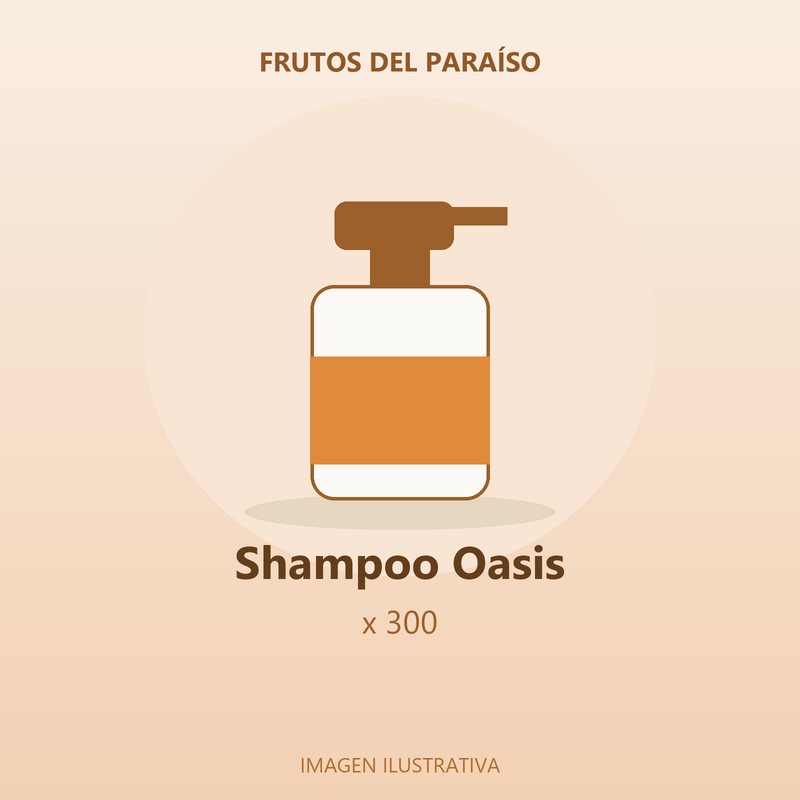 FRUTOS DEL PARAÍSO
Shampoo Oasis
x 300
IMAGEN ILUSTRATIVA